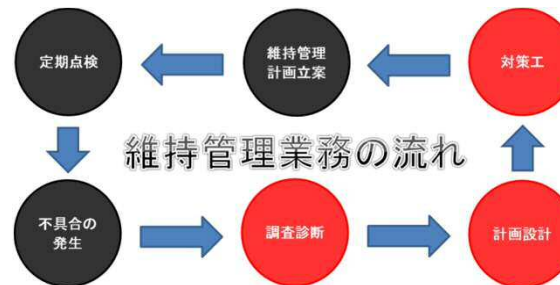 定期点検
維持管理
計画立案
対策工
維持管理業務の流れ
不具合の
発生
調査診断
計画設計